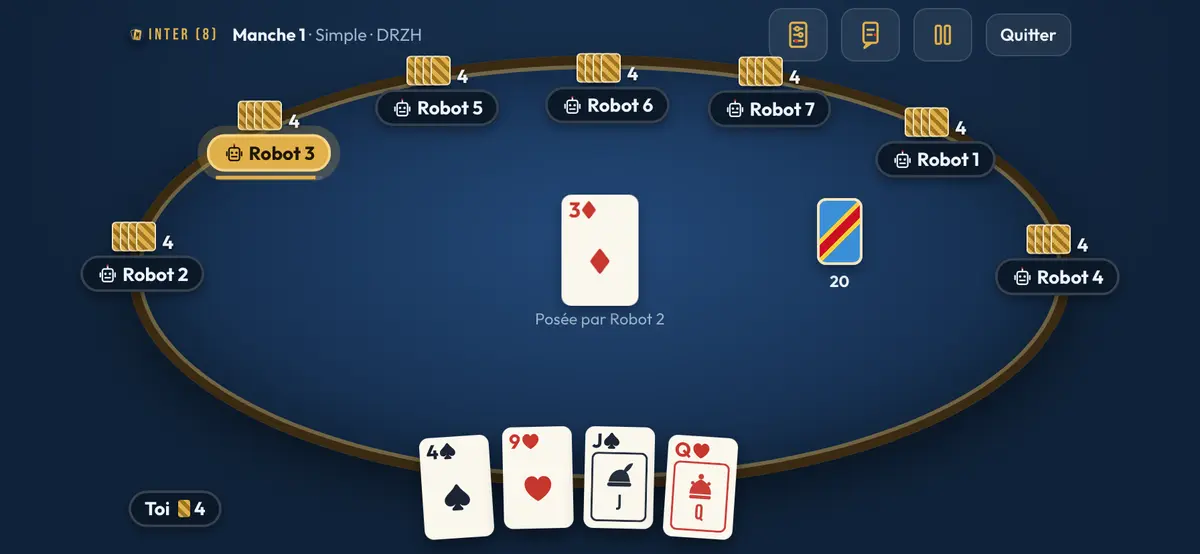 INTER [8] Manche 1 · Simple · DRZH
Quitter
4
Robot 5
4
Robot 6
4
Robot 7
4
Robot 3
4
Robot 1
4
Robot 2
4
Robot 4
3♦
20
Posée par Robot 2
4♠
9♥
J♠
J
Q♥
Q
Toi 4